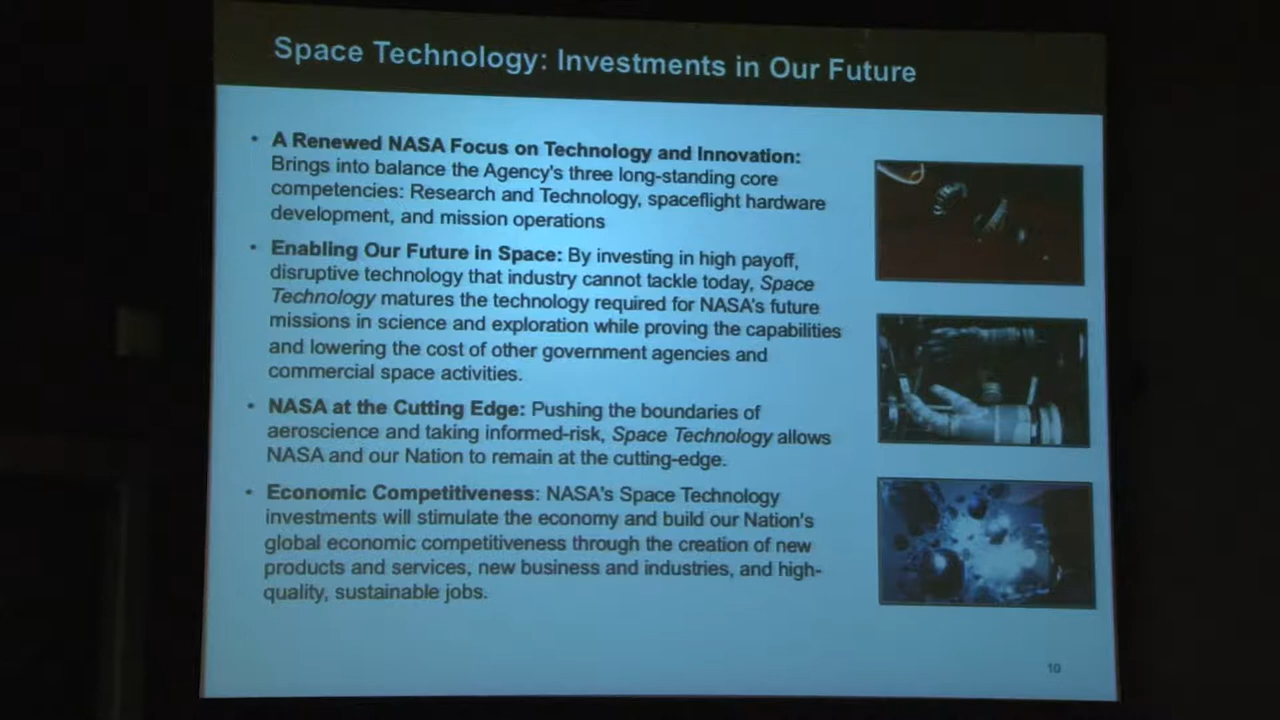 Space Technology: Investments in Our Future
• A Renewed NASA Focus on Technology and Innovation:
Brings into balance the Agency's three long-standing core
competencies: Research and Technology, spaceflight hardware
development, and mission operations
• Enabling Our Future in Space: By investing in high payoff,
disruptive technology that industry cannot tackle today, Space
Technology matures the technology required for NASA's future
missions in science and exploration while proving the capabilities
and lowering the cost of other government agencies and
commercial space activities.
• NASA at the Cutting Edge: Pushing the boundaries of
aeroscience and taking informed-risk, Space Technology allows
NASA and our Nation to remain at the cutting-edge.
• Economic Competitiveness: NASA's Space Technology
investments will stimulate the economy and build our Nation's
global economic competitiveness through the creation of new
products and services, new business and industries, and high-
quality, sustainable jobs.
10